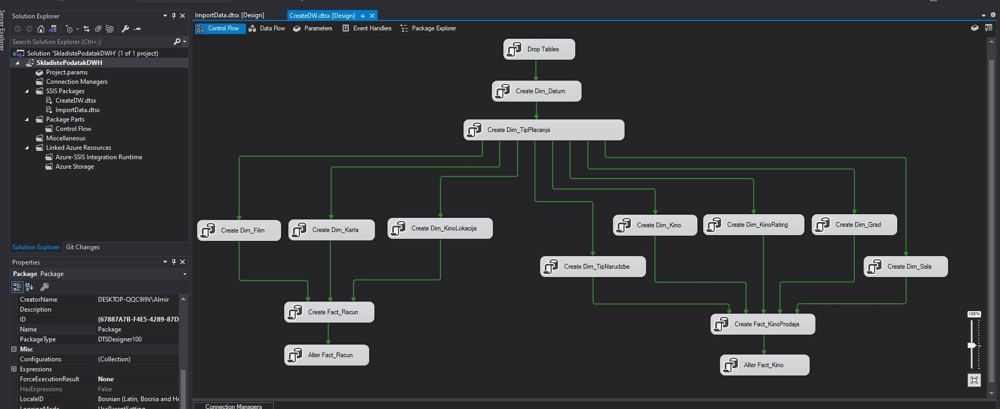 Server Explorer
Solution Explorer
Search Solution Explorer (Ctrl+;)
Solution 'SkladistePodatakDWH' (1 of 1 project)
SkladistePodatakDWH
Project.params
Connection Managers
SSIS Packages
CreateDW.dtsx
ImportData.dtsx
Package Parts
Control Flow
Miscellaneous
Linked Azure Resources
Azure-SSIS Integration Runtime
Azure Storage
Solution Explorer Git Changes
Properties
Package Package
CreatorName DESKTOP-QQC9I9V\Almir
Description
ID {67887A7B-F4E5-4289-87D
Name Package
PackageType DTSDesigner100
Misc
Configurations (Collection)
Expressions
ForceExecutionResult None
HasExpressions False
LocaleID Bosnian (Latin, Bosnia and He
LoggingMode UseParentSetting
ImportData.dtsx [Design] CreateDW.dtsx [Design]
Control Flow Data Flow Parameters Event Handlers Package Explorer
Drop Tables
Create Dim_Datum
Create Dim_TipPlacanja
Create Dim_Film
Create Dim_Karta
Create Dim_KinoLokacija
Create Dim_Kino
Create Dim_KinoRating
Create Dim_Grad
Create Dim_TipNarudzbe
Create Dim_Sala
Create Fact_Racun
Create Fact_KinoProdaja
Alter Fact_Racun
Alter Fact_Kino
100%
Connection Managers